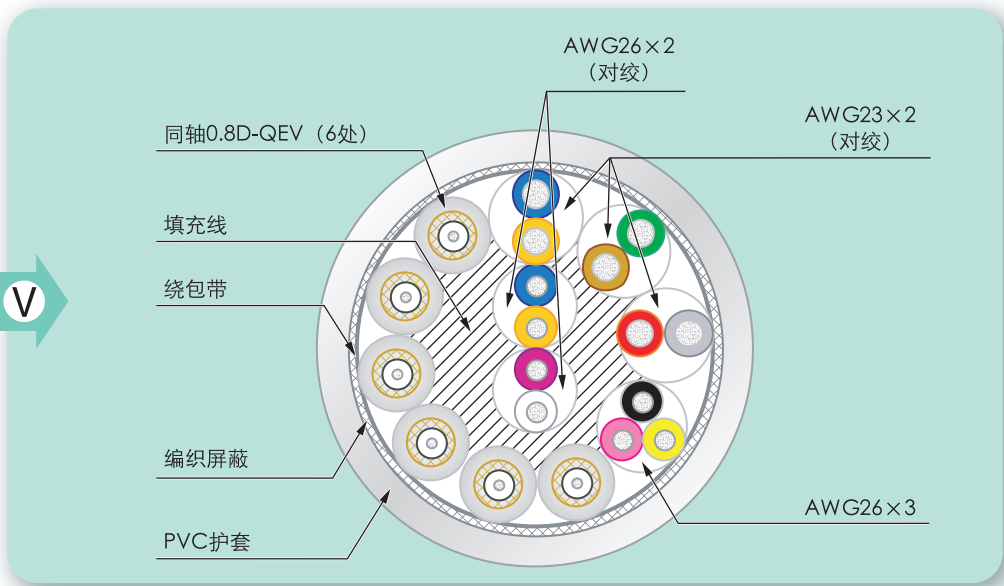 AWG26×2
(对绞)
AWG23×2
(对绞)
同轴0.8D-QEV（6处）
填充线
绕包带
V
编织屏蔽
AWG26×3
PVC护套